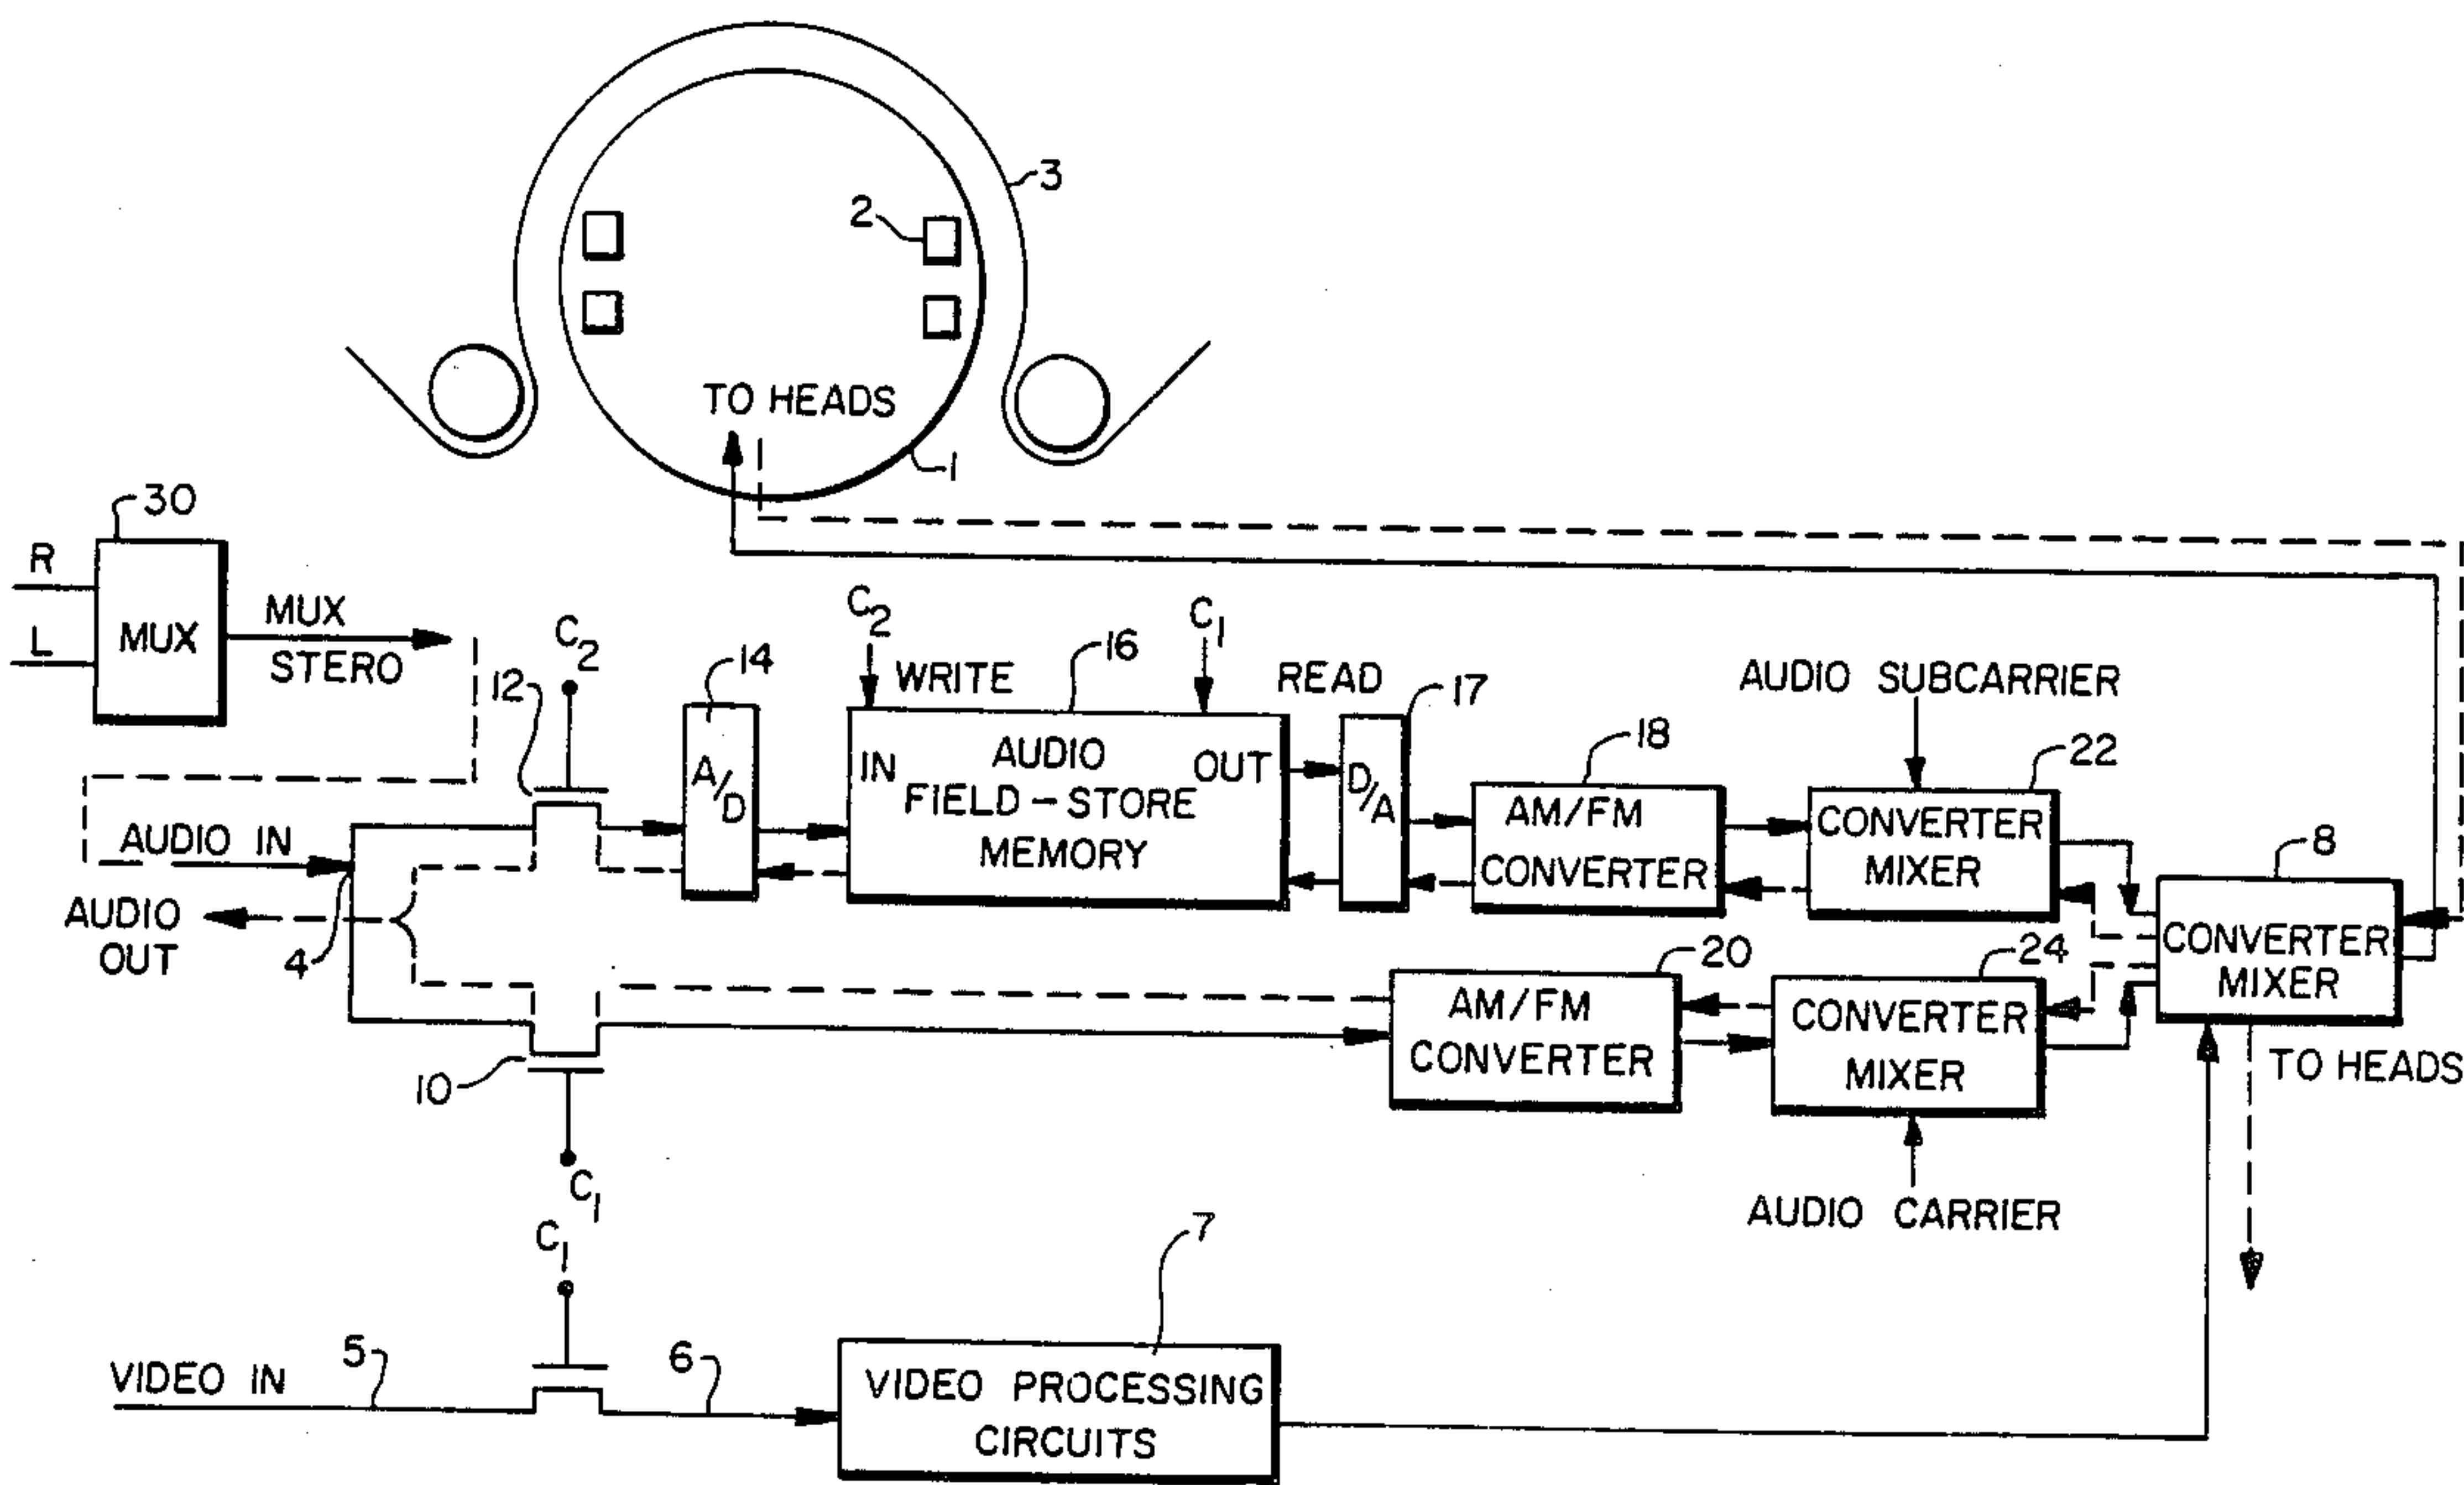 3
2
TO HEADS
1
30
R
L
MUX
MUX
STERO
C2
12
14
A/D
C2
WRITE
16
C1
READ
IN
AUDIO
OUT
FIELD-STORE
MEMORY
17
D/A
18
AM/FM
CONVERTER
AUDIO SUBCARRIER
22
CONVERTER
MIXER
8
CONVERTER
MIXER
AUDIO IN
AUDIO
OUT
4
10
C1
20
AM/FM
CONVERTER
24
CONVERTER
MIXER
TO HEADS
AUDIO CARRIER
C1
VIDEO IN
5
6
7
VIDEO PROCESSING
CIRCUITS